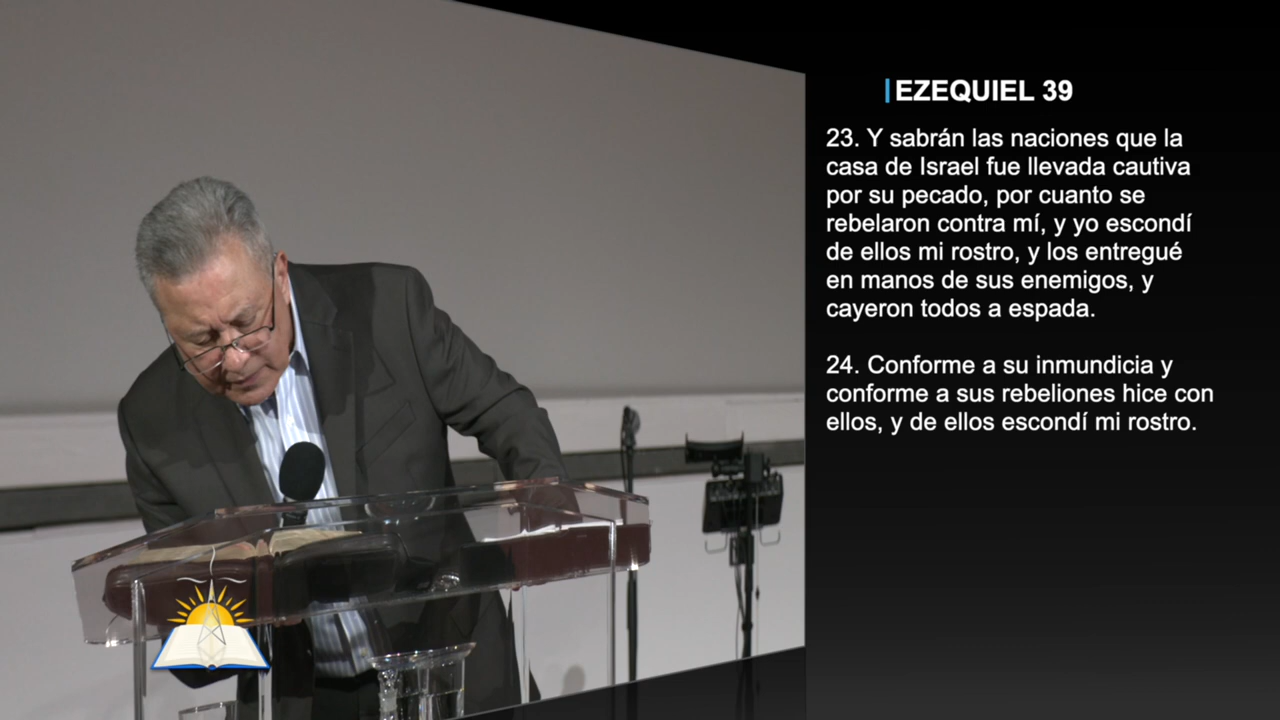 EZEQUIEL 39
23. Y sabrán las naciones que la
casa de Israel fue llevada cautiva
por su pecado, por cuanto se
rebelaron contra mí, y yo escondí
de ellos mi rostro, y los entregué
en manos de sus enemigos, y
cayeron todos a espada.
24. Conforme a su inmundicia y
conforme a sus rebeliones hice con
ellos, y de ellos escondí mi rostro.